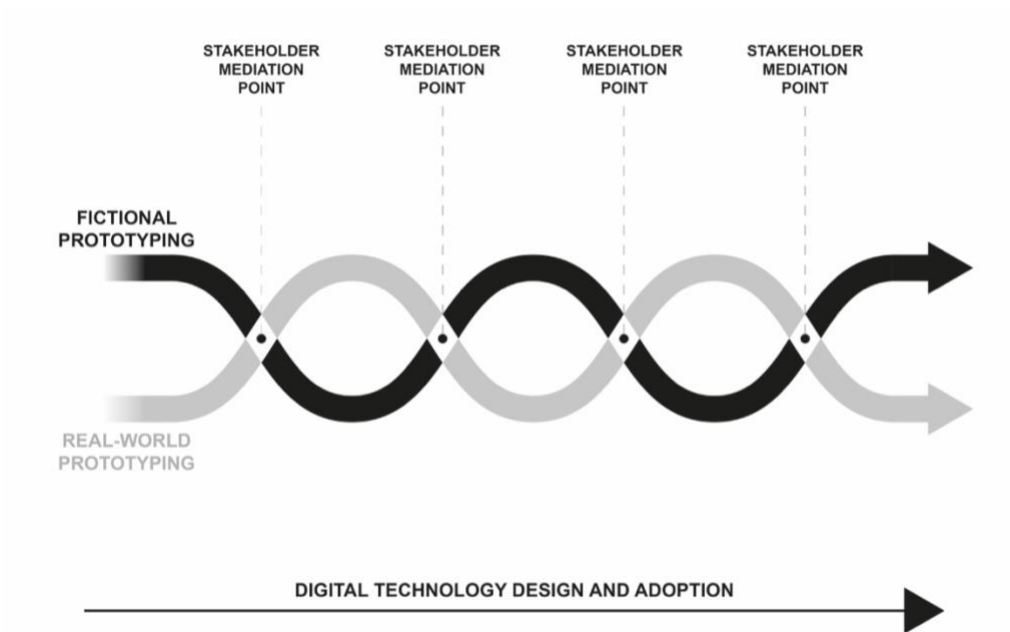 STAKEHOLDER
MEDIATION
POINT
STAKEHOLDER
MEDIATION
POINT
STAKEHOLDER
MEDIATION
POINT
STAKEHOLDER
MEDIATION
POINT
FICTIONAL
PROTOTYPING
REAL-WORLD
PROTOTYPING
DIGITAL TECHNOLOGY DESIGN AND ADOPTION